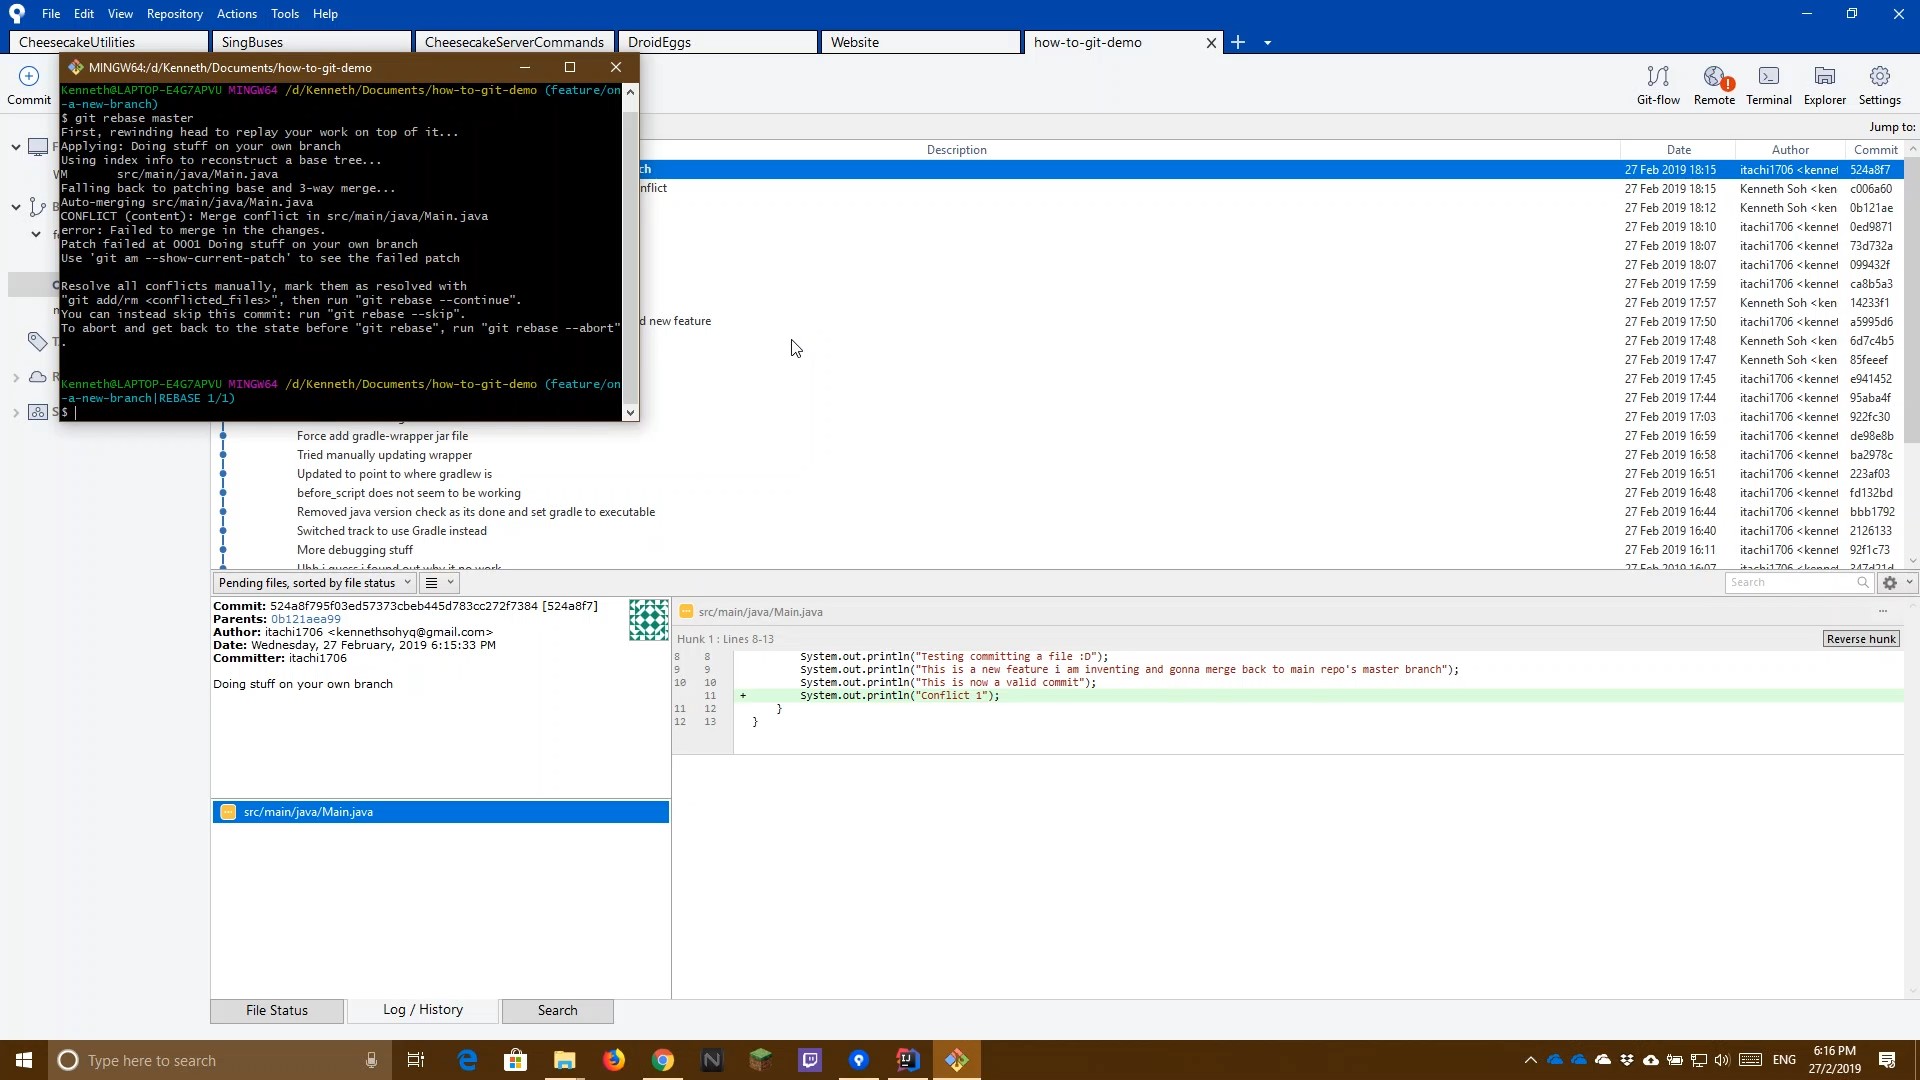 File Edit View Repository Actions Tools Help
CheesecakeUtilities SingBuses CheesecakeServerCommands DroidEggs Website how-to-git-demo
MINGW64:/d/Kenneth/Documents/how-to-git-demo
Commit
Git-flow Remote Terminal Explorer Settings
Jump to:
Kenneth@LAPTOP-E4G7APVU MINGW64 /d/Kenneth/Documents/how-to-git-demo (feature/on
-a-new-branch)
$ git rebase master
First, rewinding head to replay your work on top of it...
Applying: Doing stuff on your own branch
Using index info to reconstruct a base tree...
M src/main/java/Main.java
Falling back to patching base and 3-way merge...
Auto-merging src/main/java/Main.java
CONFLICT (content): Merge conflict in src/main/java/Main.java
error: Failed to merge in the changes.
Patch failed at 0001 Doing stuff on your own branch
Use 'git am --show-current-patch' to see the failed patch
Resolve all conflicts manually, mark them as resolved with
"git add/rm <conflicted_files>", then run "git rebase --continue".
You can instead skip this commit: run "git rebase --skip".
To abort and get back to the state before "git rebase", run "git rebase --abort"
.
Kenneth@LAPTOP-E4G7APVU MINGW64 /d/Kenneth/Documents/how-to-git-demo (feature/on
-a-new-branch|REBASE 1/1)
$
Description Date Author Commit
ch 27 Feb 2019 18:15 itachi1706 <kennet 524a8f7
nflict 27 Feb 2019 18:15 Kenneth Soh <ken c006a60
27 Feb 2019 18:12 Kenneth Soh <ken 0b121ae
27 Feb 2019 18:10 itachi1706 <kennet 0ed9871
27 Feb 2019 18:07 itachi1706 <kennet 73d732a
27 Feb 2019 18:07 itachi1706 <kennet 099432f
27 Feb 2019 17:59 itachi1706 <kennet ca8b5a3
27 Feb 2019 17:57 Kenneth Soh <ken 14233f1
d new feature 27 Feb 2019 17:50 itachi1706 <kennet a5995d6
27 Feb 2019 17:48 Kenneth Soh <ken 6d7c4b5
27 Feb 2019 17:47 Kenneth Soh <ken 85feeef
27 Feb 2019 17:45 itachi1706 <kennet e941452
27 Feb 2019 17:44 itachi1706 <kennet 95aba4f
27 Feb 2019 17:03 itachi1706 <kennet 922fc30
Force add gradle-wrapper jar file 27 Feb 2019 16:59 itachi1706 <kennet de98e8b
Tried manually updating wrapper 27 Feb 2019 16:58 itachi1706 <kennet ba2978c
Updated to point to where gradlew is 27 Feb 2019 16:51 itachi1706 <kennet 223af03
before_script does not seem to be working 27 Feb 2019 16:48 itachi1706 <kennet fd132bd
Removed java version check as its done and set gradle to executable 27 Feb 2019 16:44 itachi1706 <kennet bbb1792
Switched track to use Gradle instead 27 Feb 2019 16:40 itachi1706 <kennet 2126133
More debugging stuff 27 Feb 2019 16:11 itachi1706 <kennet 92f1c73
Uhh i guess i found out why it no work 27 Feb 2019 16:07 itachi1706 <kennet 347d21d
Pending files, sorted by file status
Search
Commit: 524a8f795f03ed57373cbeb445d783cc272f7384 [524a8f7]
Parents: 0b121aea99
Author: itachi1706 <kennethsohyq@gmail.com>
Date: Wednesday, 27 February, 2019 6:15:33 PM
Committer: itachi1706
Doing stuff on your own branch
src/main/java/Main.java
src/main/java/Main.java
Hunk 1 : Lines 8-13 Reverse hunk
8 8 System.out.println("Testing committing a file :D");
9 9 System.out.println("This is a new feature i am inventing and gonna merge back to main repo's master branch");
10 10 System.out.println("This is now a valid commit");
11 + System.out.println("Conflict 1");
11 12 }
12 13 }
File Status Log / History Search
Type here to search
ENG
6:16 PM
27/2/2019